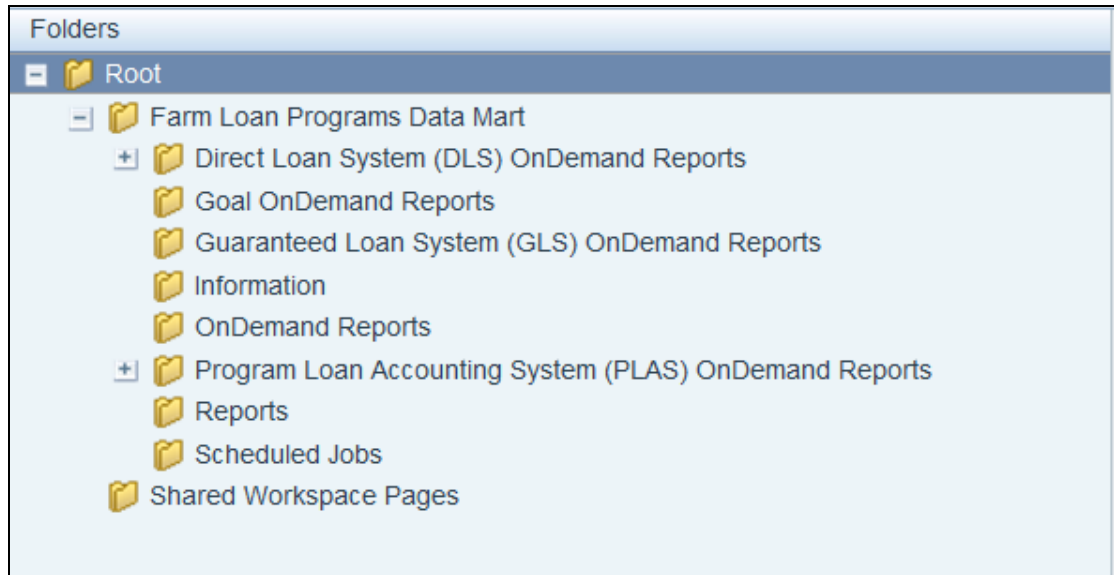 Folders
Root
Farm Loan Programs Data Mart
Direct Loan System (DLS) OnDemand Reports
Goal OnDemand Reports
Guaranteed Loan System (GLS) OnDemand Reports
Information
OnDemand Reports
Program Loan Accounting System (PLAS) OnDemand Reports
Reports
Scheduled Jobs
Shared Workspace Pages